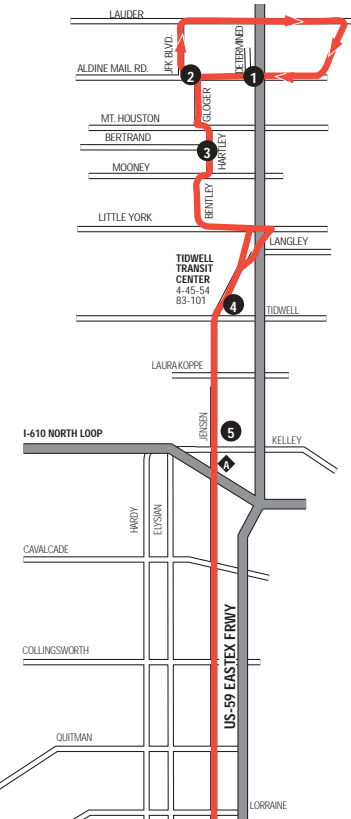 LAUDER
JFK BLVD.
DETERMINED
ALDINE MAIL RD.
2
1
GLOGER
MT. HOUSTON
BERTRAND
3
HARTLEY
MOONEY
BENTLEY
LITTLE YORK
LANGLEY
TIDWELL
TRANSIT
CENTER
4-45-54
83-101
4
TIDWELL
LAURA KOPPE
JENSEN
5
I-610 NORTH LOOP
KELLEY
A
HARDY
ELYSIAN
CAVALCADE
US-59 EASTEX FRWY
COLLINGSWORTH
QUITMAN
LORRAINE